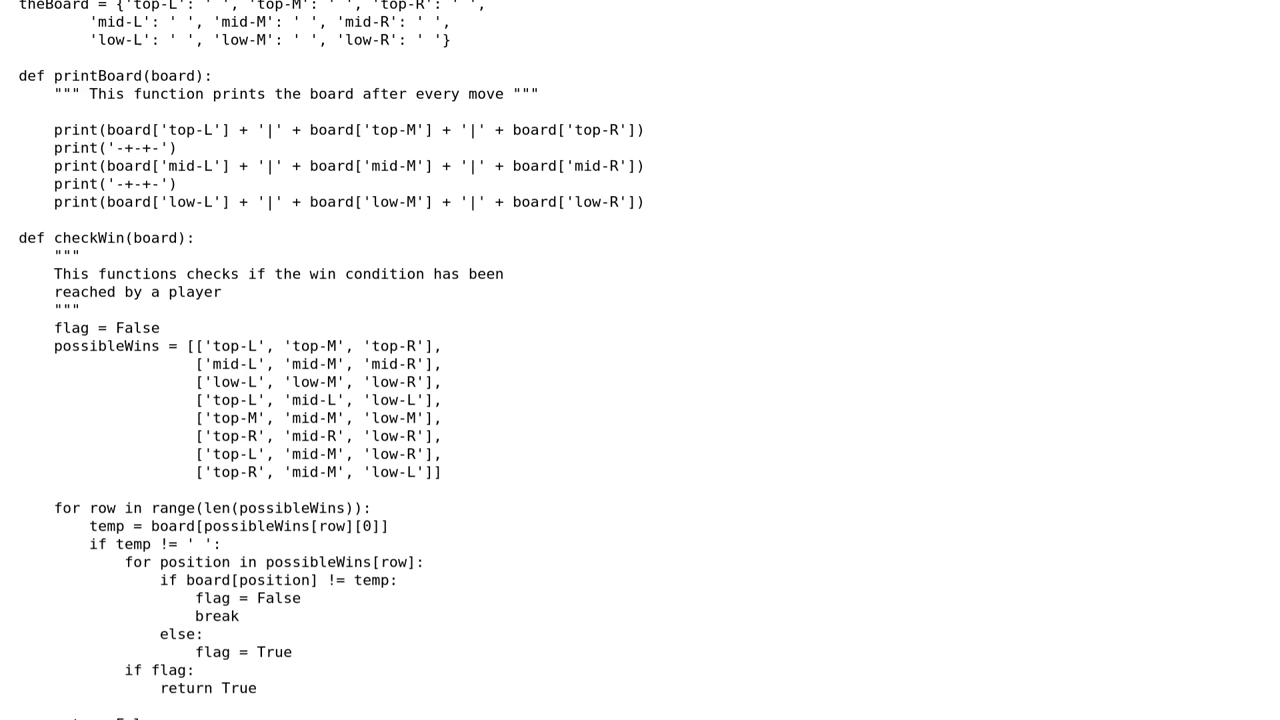 theBoard = {'top-L': ' ', 'top-M': ' ', 'top-R': ' ',
        'mid-L': ' ', 'mid-M': ' ', 'mid-R': ' ',
        'low-L': ' ', 'low-M': ' ', 'low-R': ' '}

def printBoard(board):
    """ This function prints the board after every move """

    print(board['top-L'] + '|' + board['top-M'] + '|' + board['top-R'])
    print('-+-+-')
    print(board['mid-L'] + '|' + board['mid-M'] + '|' + board['mid-R'])
    print('-+-+-')
    print(board['low-L'] + '|' + board['low-M'] + '|' + board['low-R'])

def checkWin(board):
    """
    This functions checks if the win condition has been
    reached by a player
    """
    flag = False
    possibleWins = [['top-L', 'top-M', 'top-R'],
                    ['mid-L', 'mid-M', 'mid-R'],
                    ['low-L', 'low-M', 'low-R'],
                    ['top-L', 'mid-L', 'low-L'],
                    ['top-M', 'mid-M', 'low-M'],
                    ['top-R', 'mid-R', 'low-R'],
                    ['top-L', 'mid-M', 'low-R'],
                    ['top-R', 'mid-M', 'low-L']]

    for row in range(len(possibleWins)):
        temp = board[possibleWins[row][0]]
        if temp != ' ':
            for position in possibleWins[row]:
                if board[position] != temp:
                    flag = False
                    break
                else:
                    flag = True
            if flag:
                return True